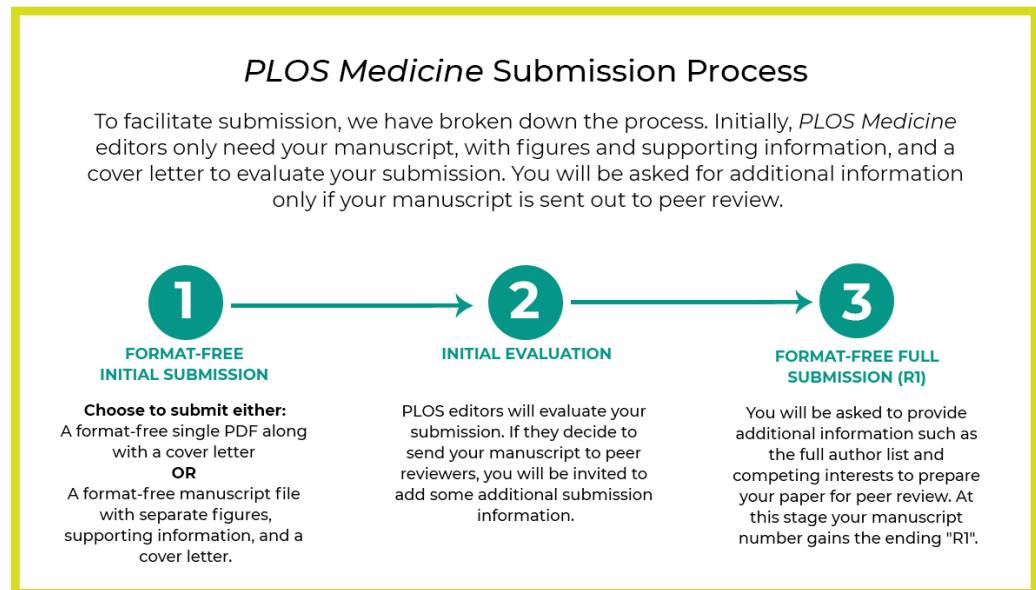 PLOS Medicine Submission Process
To facilitate submission, we have broken down the process. Initially, PLOS Medicine
editors only need your manuscript, with figures and supporting information, and a
cover letter to evaluate your submission. You will be asked for additional information
only if your manuscript is sent out to peer review.
1
FORMAT-FREE
INITIAL SUBMISSION
Choose to submit either:
A format-free single PDF along
with a cover letter
OR
A format-free manuscript file
with separate figures,
supporting information, and a
cover letter.
2
INITIAL EVALUATION
PLOS editors will evaluate your
submission. If they decide to
send your manuscript to peer
reviewers, you will be invited to
add some additional submission
information.
3
FORMAT-FREE FULL
SUBMISSION (R1)
You will be asked to provide
additional information such as
the full author list and
competing interests to prepare
your paper for peer review. At
this stage your manuscript
number gains the ending "R1".